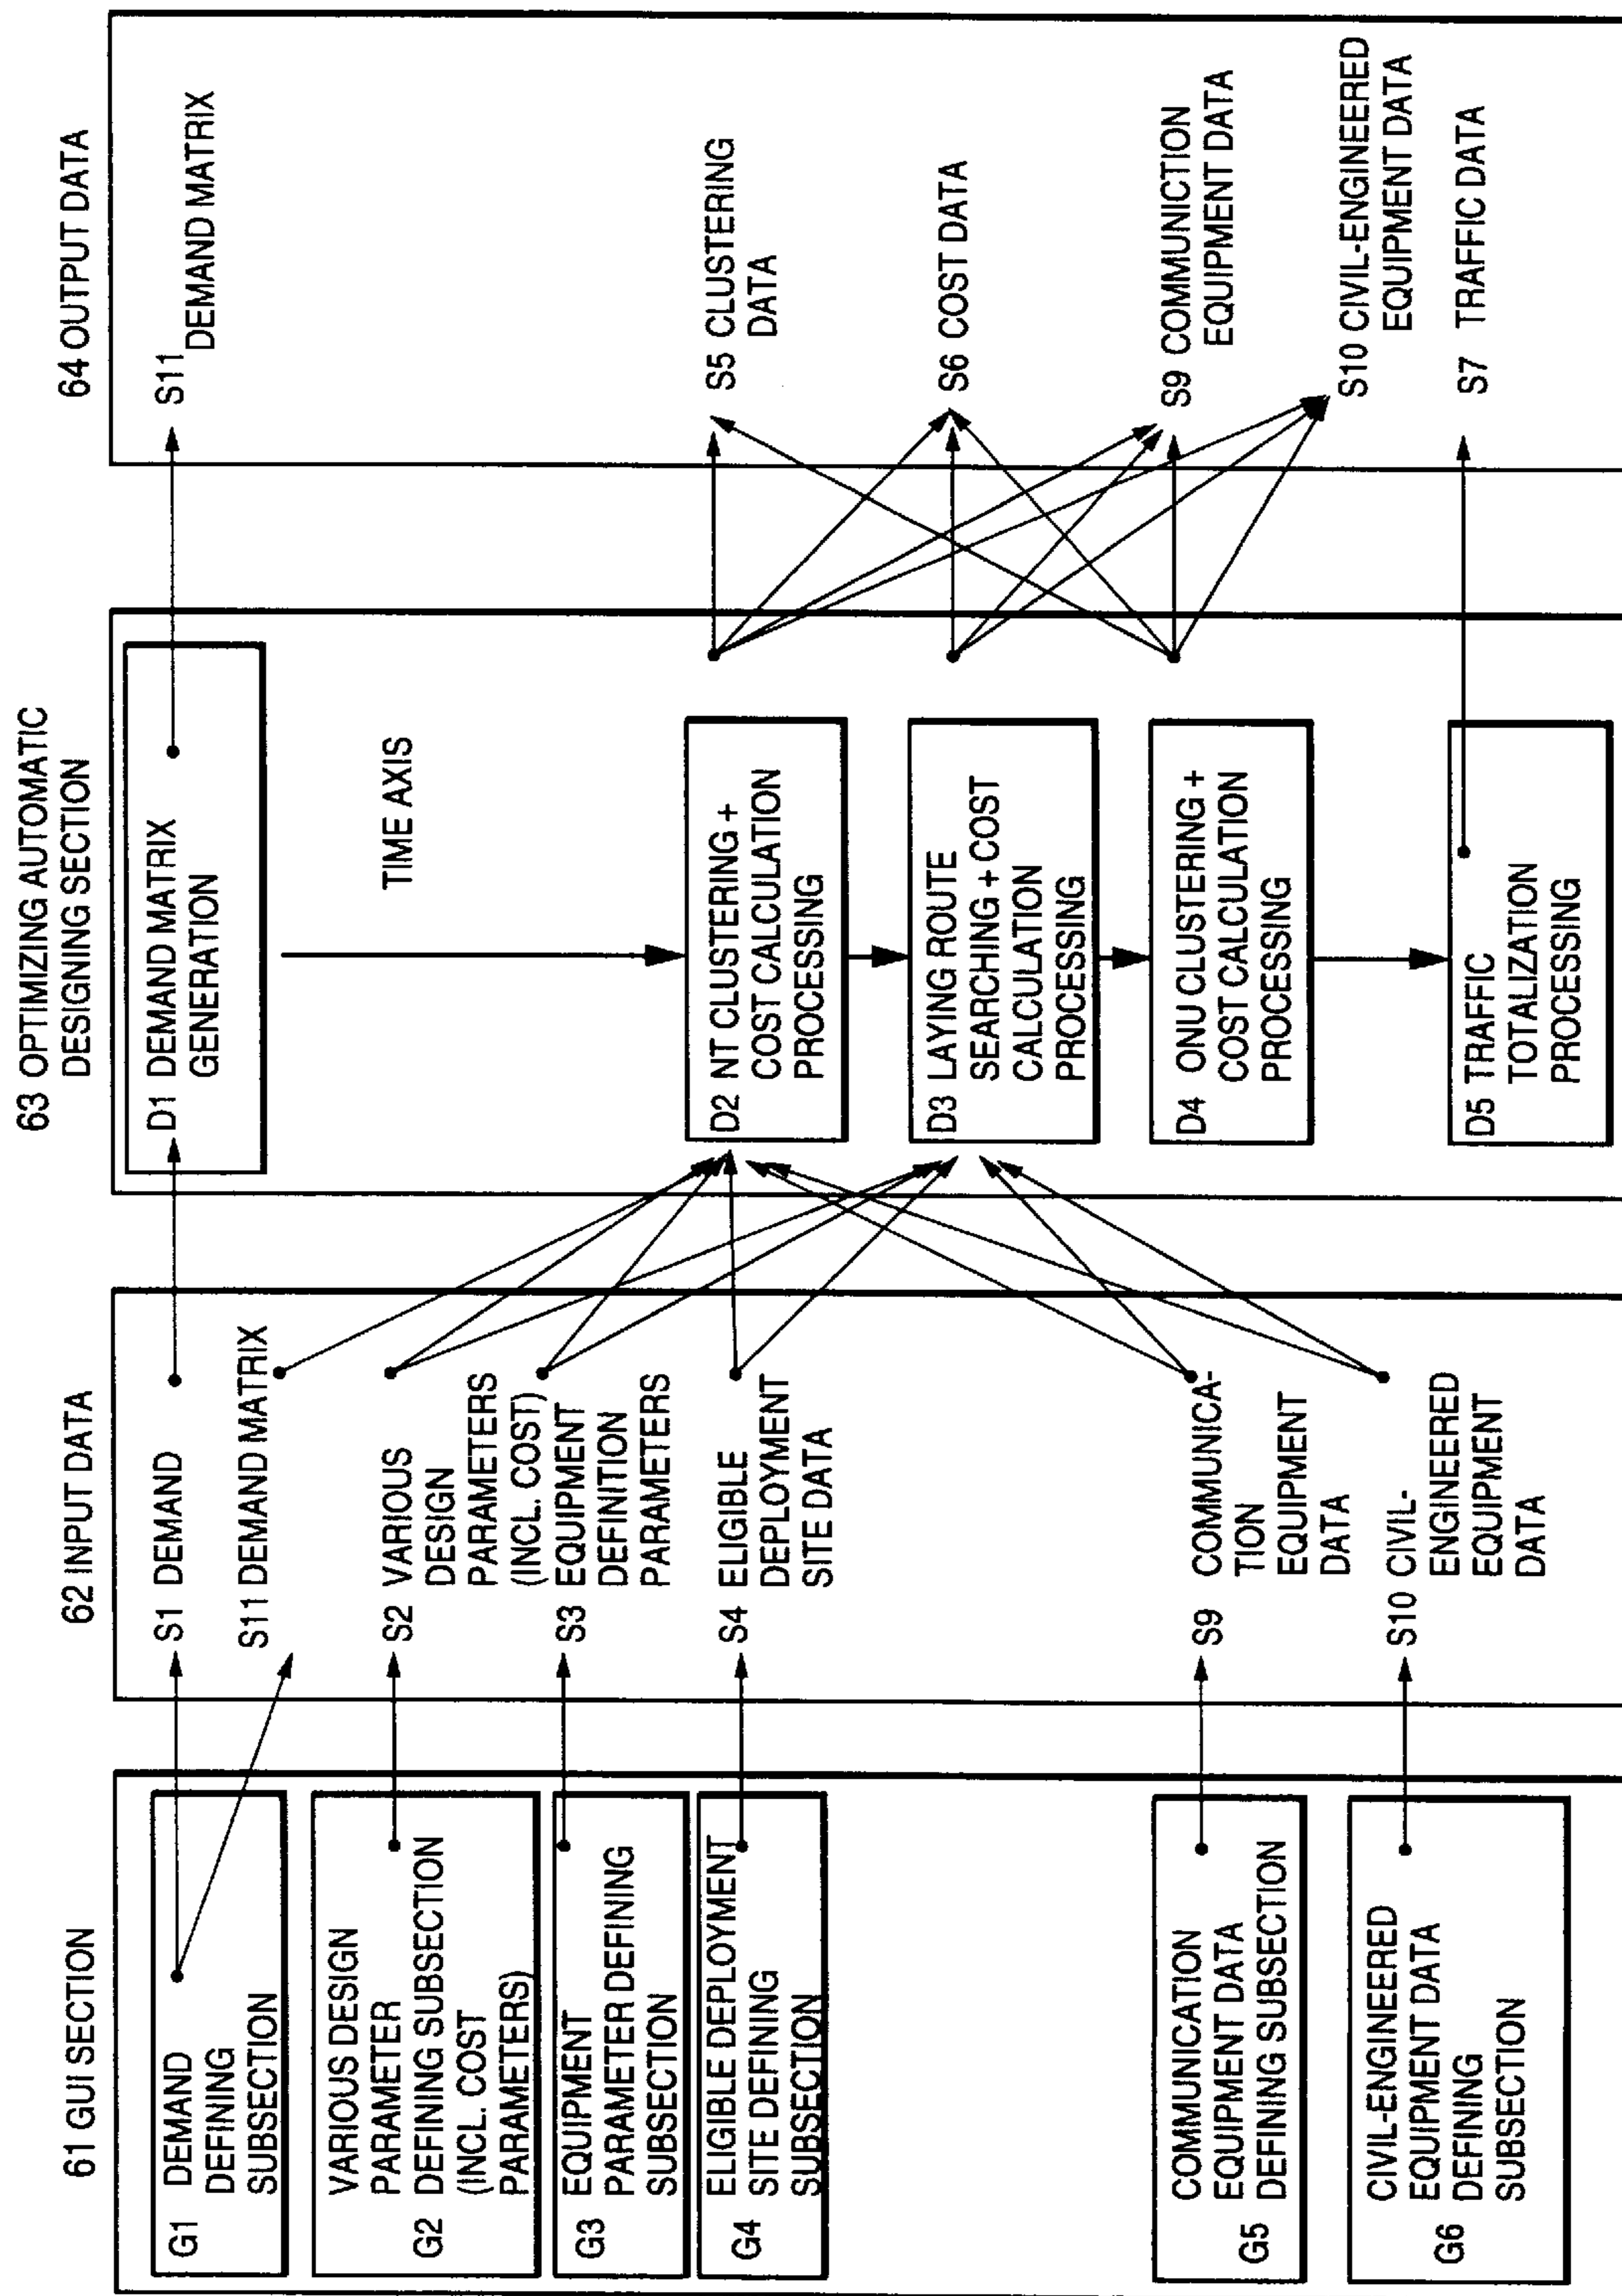 61 GUI SECTION
G1 DEMAND
DEFINING
SUBSECTION
VARIOUS DESIGN
PARAMETER
G2 DEFINING SUBSECTION
(INCL. COST
PARAMETERS)
EQUIPMENT
G3 PARAMETER DEFINING
SUBSECTION
ELIGIBLE DEPLOYMENT
G4 SITE DEFINING
SUBSECTION
COMMUNICATION
EQUIPMENT DATA
G5 DEFINING SUBSECTION
CIVIL-ENGINEERED
EQUIPMENT DATA
G6 DEFINING
SUBSECTION
62 INPUT DATA
S1 DEMAND
S11 DEMAND MATRIX
S2 VARIOUS
DESIGN
PARAMETERS
(INCL. COST)
S3 EQUIPMENT
DEFINITION
PARAMETERS
S4 ELIGIBLE
DEPLOYMENT
SITE DATA
S9 COMMUNICA-
TION
EQUIPMENT
DATA
S10 CIVIL-
ENGINEERED
EQUIPMENT
DATA
63 OPTIMIZING AUTOMATIC
DESIGNING SECTION
D1 DEMAND MATRIX
GENERATION
TIME AXIS
D2 NT CLUSTERING +
COST CALCULATION
PROCESSING
D3 LAYING ROUTE
SEARCHING + COST
CALCULATION
PROCESSING
D4 ONU CLUSTERING +
COST CALCULATION
PROCESSING
D5 TRAFFIC
TOTALIZATION
PROCESSING
64 OUTPUT DATA
S11
DEMAND MATRIX
S5 CLUSTERING
DATA
S6 COST DATA
S9 COMMUNICTION
EQUIPMENT DATA
S10 CIVIL-ENGINEERED
EQUIPMENT DATA
S7 TRAFFIC DATA